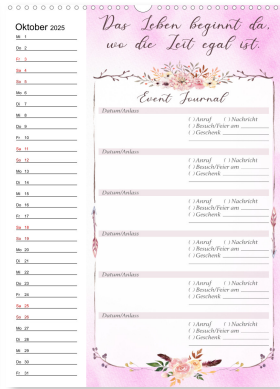 Oktober 2025
Mi 1
Do 2
Fr 3
Sa 4
So 5
Mo 6
Di 7
Mi 8
Do 9
Fr 10
Sa 11
So 12
Mo 13
Di 14
Mi 15
Do 16
Fr 17
Sa 18
So 19
Mo 20
Di 21
Mi 22
Do 23
Fr 24
Sa 25
So 26
Mo 27
Di 28
Mi 29
Do 30
Fr 31
Das Leben beginnt da,
wo die Zeit egal ist.
Event Journal
Datum/Anlass
( ) Anruf ( ) Nachricht
( ) Besuch/Feier am
( ) Geschenk
Datum/Anlass
( ) Anruf ( ) Nachricht
( ) Besuch/Feier am
( ) Geschenk
Datum/Anlass
( ) Anruf ( ) Nachricht
( ) Besuch/Feier am
( ) Geschenk
Datum/Anlass
( ) Anruf ( ) Nachricht
( ) Besuch/Feier am
( ) Geschenk
Datum/Anlass
( ) Anruf ( ) Nachricht
( ) Besuch/Feier am
( ) Geschenk
Datum/Anlass
( ) Anruf ( ) Nachricht
( ) Besuch/Feier am
( ) Geschenk